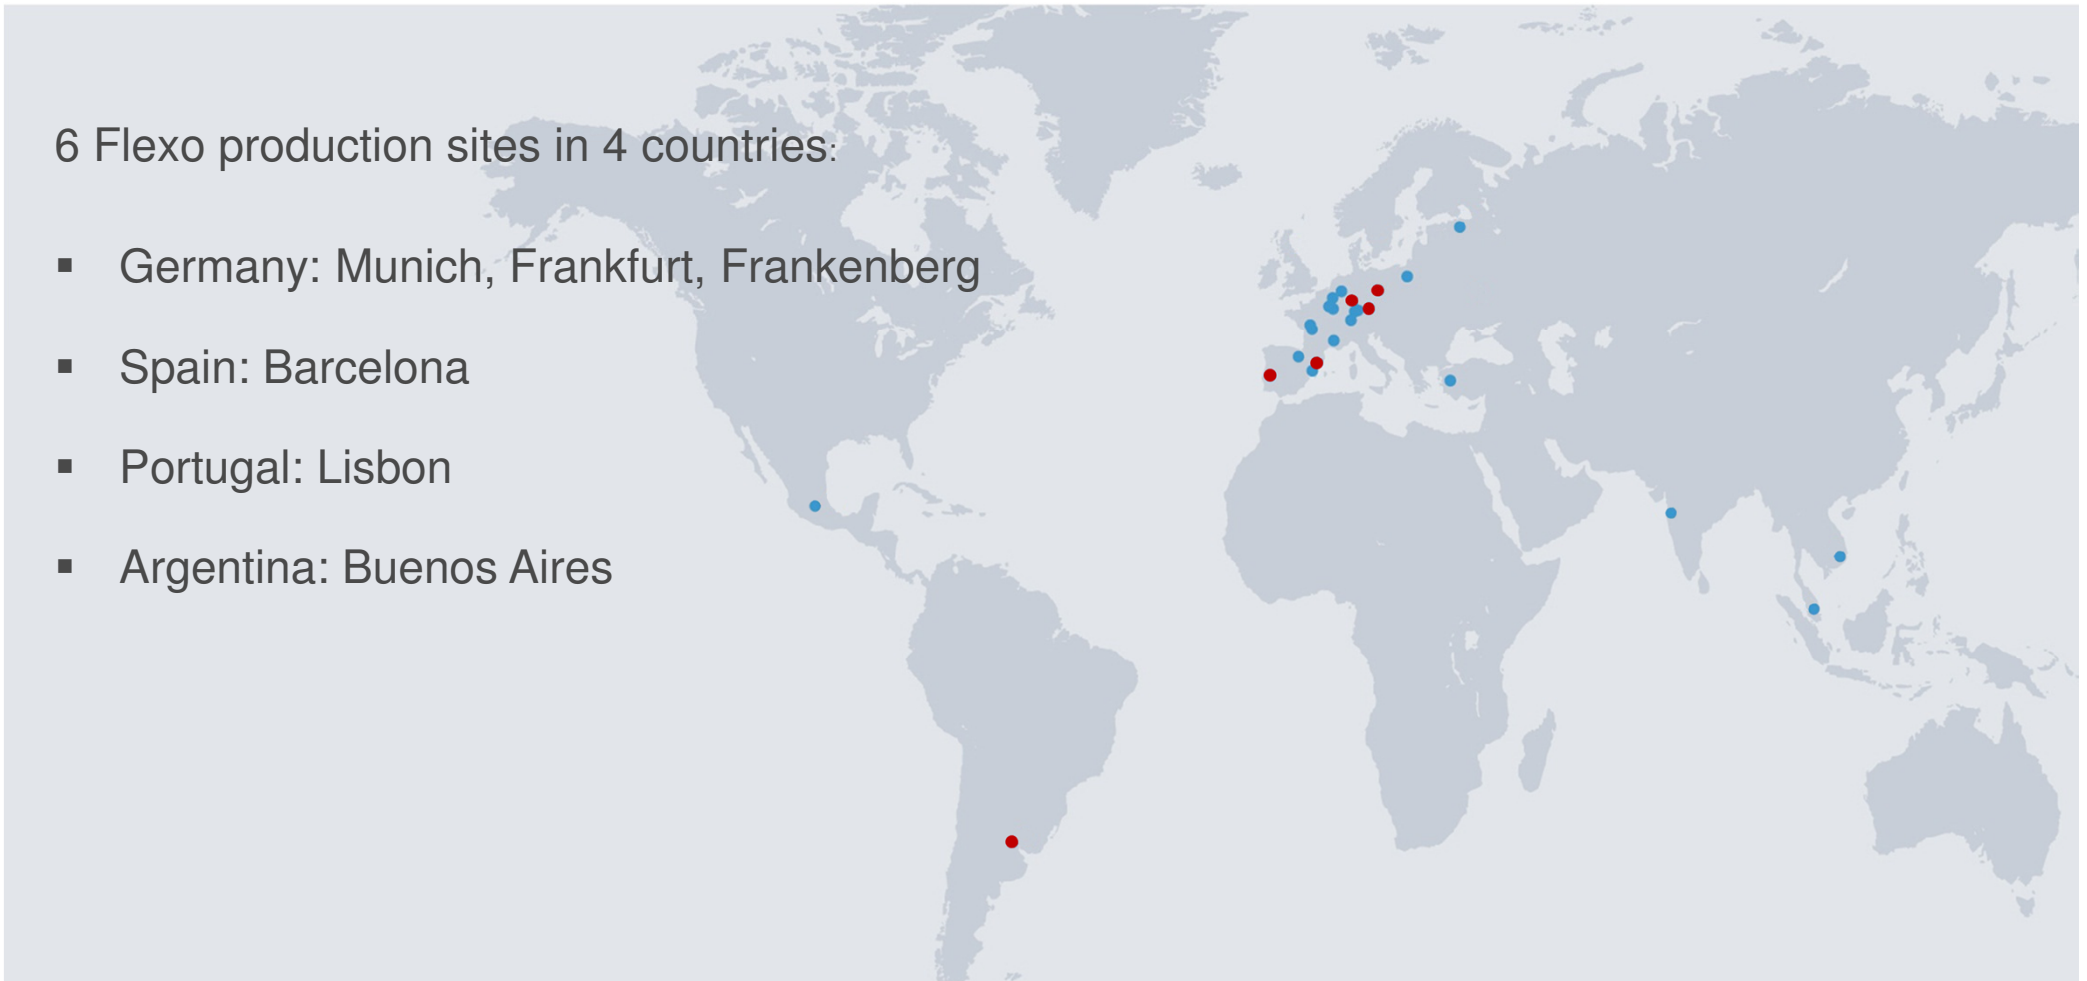 6 Flexo production sites in 4 countries:
▪ Germany: Munich, Frankfurt, Frankenberg
▪ Spain: Barcelona
▪ Portugal: Lisbon
▪ Argentina: Buenos Aires